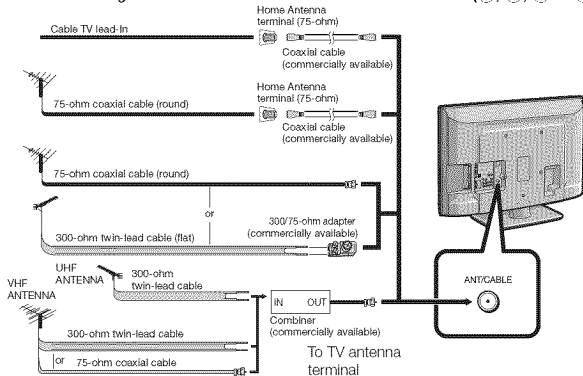 Home Antenna
terminal (75-ohm)
Cable TV lead-In
Coaxial cable
(commercially available)
Home Antenna
terminal (75-ohm)
75-ohm coaxial cable (round)
Coaxial cable
(commercially available)
75-ohm coaxial cable (round)
or
300/75-ohm adapter
(commercially available)
300-ohm twin-lead cable (flat)
UHF
ANTENNA
300-ohm
twin-lead cable
VHF
ANTENNA
ANT/CABLE
IN OUT
Combiner
(commercially available)
300-ohm twin-lead cable
or 75-ohm coaxial cable
To TV antenna
terminal